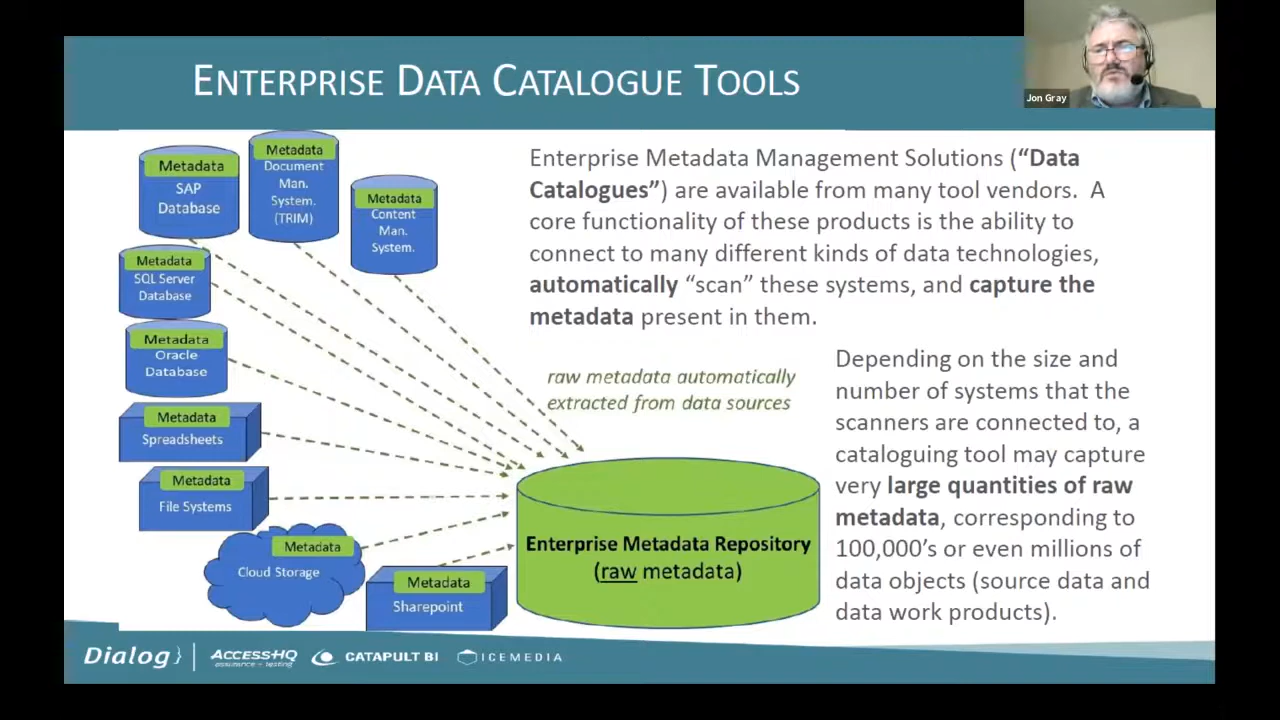 ENTERPRISE DATA CATALOGUE TOOLS
Jon Gray
Metadata
SAP
Database
Metadata
Document
Man.
System.
(TRIM)
Metadata
Content
Man.
System.
Metadata
SQL Server
Database
Metadata
Oracle
Database
Metadata
Spreadsheets
Metadata
File Systems
Metadata
Cloud Storage
Metadata
Sharepoint
Enterprise Metadata Management Solutions (“Data
Catalogues”) are available from many tool vendors. A
core functionality of these products is the ability to
connect to many different kinds of data technologies,
automatically “scan” these systems, and capture the
metadata present in them.
raw metadata automatically
extracted from data sources
Enterprise Metadata Repository
(raw metadata)
Depending on the size and
number of systems that the
scanners are connected to, a
cataloguing tool may capture
very large quantities of raw
metadata, corresponding to
100,000’s or even millions of
data objects (source data and
data work products).
Dialog
ACCESSHQ
assurance + testing
CATAPULT BI
ICEMEDIA